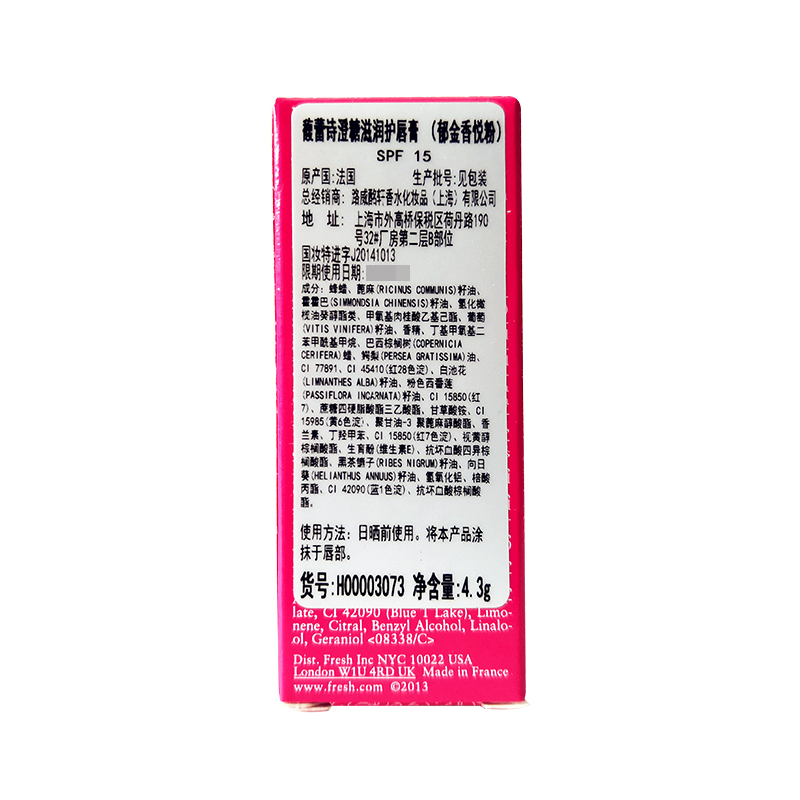 馥蕾诗澄糖滋润护唇膏 (郁金香悦粉)
SPF 15
原产国:法国 生产批号:见包装
总经销商: 路威酩轩香水化妆品 (上海) 有限公司
地 址: 上海市外高桥保税区荷丹路190
号32#厂房第二层B部位
国妆特进字J20141013
限期使用日期:
成分: 蜂蜡、蓖麻(RICINUS COMMUNIS)籽油、
霍霍巴(SIMMONDSIA CHINENSIS)籽油、氢化橄
榄油癸醇酯类、甲氧基肉桂酸乙基己酯、葡萄
(VITIS VINIFERA)籽油、香精、丁基甲氧基二
苯甲酰基甲烷、巴西棕榈树(COPERNICIA
CERIFERA)蜡、鳄梨(PERSEA GRATISSIMA)油、
CI 77891、CI 45410(红28色淀)、白池花
(LIMNANTHES ALBA)籽油、粉色西番莲
(PASSIFLORA INCARNATA)籽油、CI 15850(红
7)、蔗糖四硬脂酸酯三乙酸酯、甘草酸铵、CI
15985(黄6色淀)、聚甘油-3 聚蓖麻醇酸酯、香
兰素、丁羟甲苯、CI 15850(红7色淀)、视黄醇
棕榈酸酯、生育酚(维生素E)、抗坏血酸四异棕
榈酸酯、黑茶镳子(RIBES NIGRUM)籽油、向日
葵(HELIANTHUS ANNUUS)籽油、氢氧化铝、棓酸
丙酯、CI 42090(蓝1色淀)、抗坏血酸棕榈酸
酯。
使用方法: 日晒前使用。将本产品涂
抹于唇部。
货号:H00003073 净含量:4.3g
late, CI 42090 (Blue 1 Lake), Limo-
nene, Citral, Benzyl Alcohol, Linalo-
ol, Geraniol <08338/C>
Dist. Fresh Inc NYC 10022 USA
London W1U 4RD UK Made in France
www.fresh.com ©2013